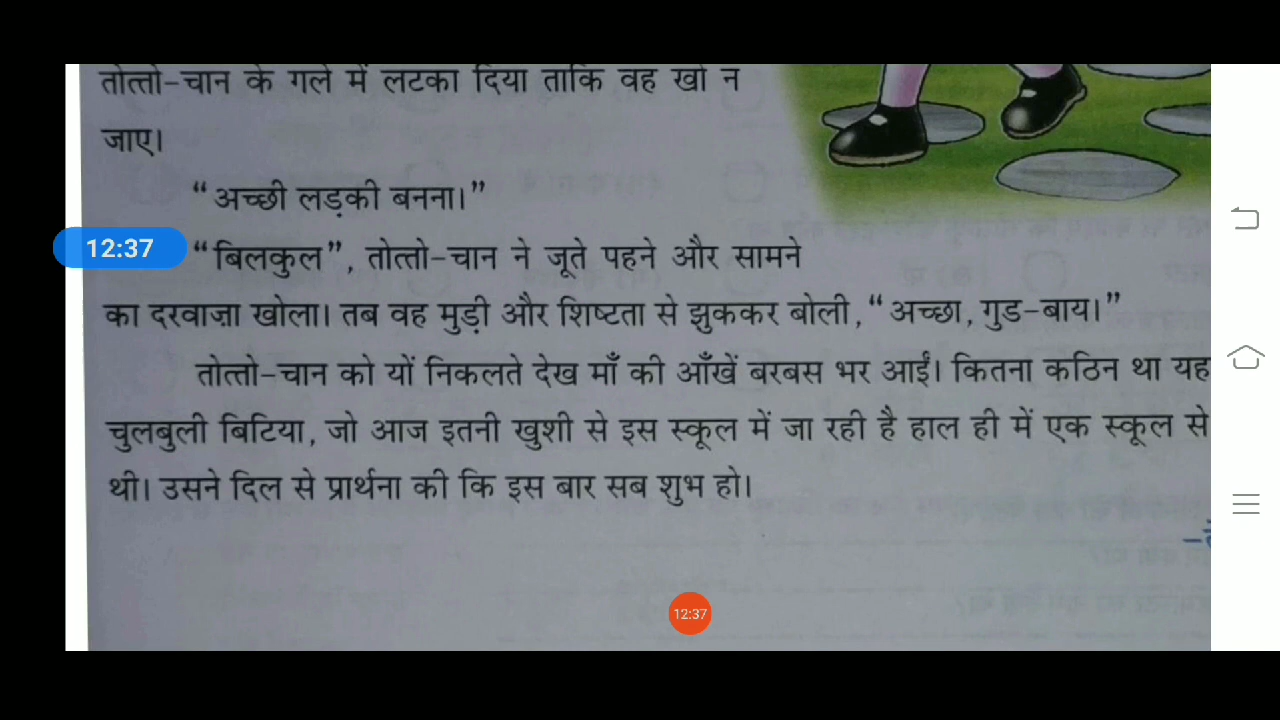 तोत्तो-चान के गले में लटका दिया ताकि वह खो न
जाए।
“अच्छी लड़की बनना।”
12:37
“बिलकुल”, तोत्तो-चान ने जूते पहने और सामने
का दरवाज़ा खोला। तब वह मुड़ी और शिष्टता से झुककर बोली, “अच्छा, गुड-बाय।”
तोत्तो-चान को यों निकलते देख माँ की आँखें बरबस भर आईं। कितना कठिन था यह
चुलबुली बिटिया, जो आज इतनी खुशी से इस स्कूल में जा रही है हाल ही में एक स्कूल से
थी। उसने दिल से प्रार्थना की कि इस बार सब शुभ हो।
12:37